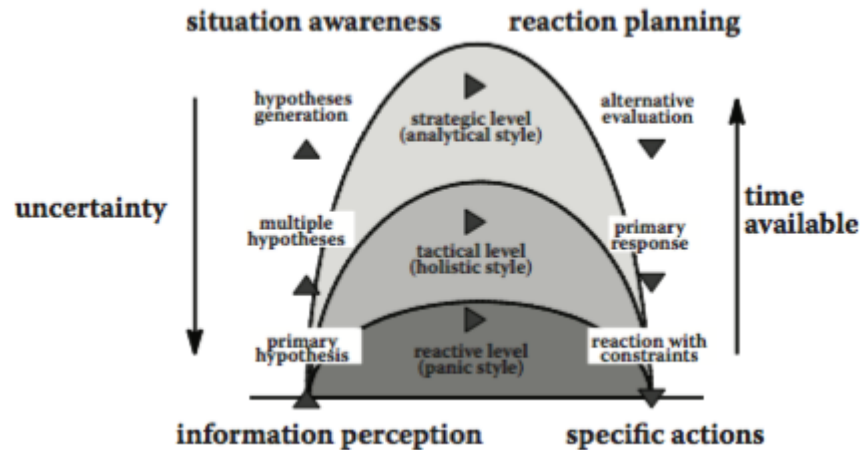 situation awareness
reaction planning
hypotheses
generation
strategic level
(analytical style)
alternative
evaluation
uncertainty
time
available
multiple
hypotheses
tactical level
(holistic style)
primary
response
primary
hypothesis
reactive level
(panic style)
reaction with
constraints
information perception
specific actions